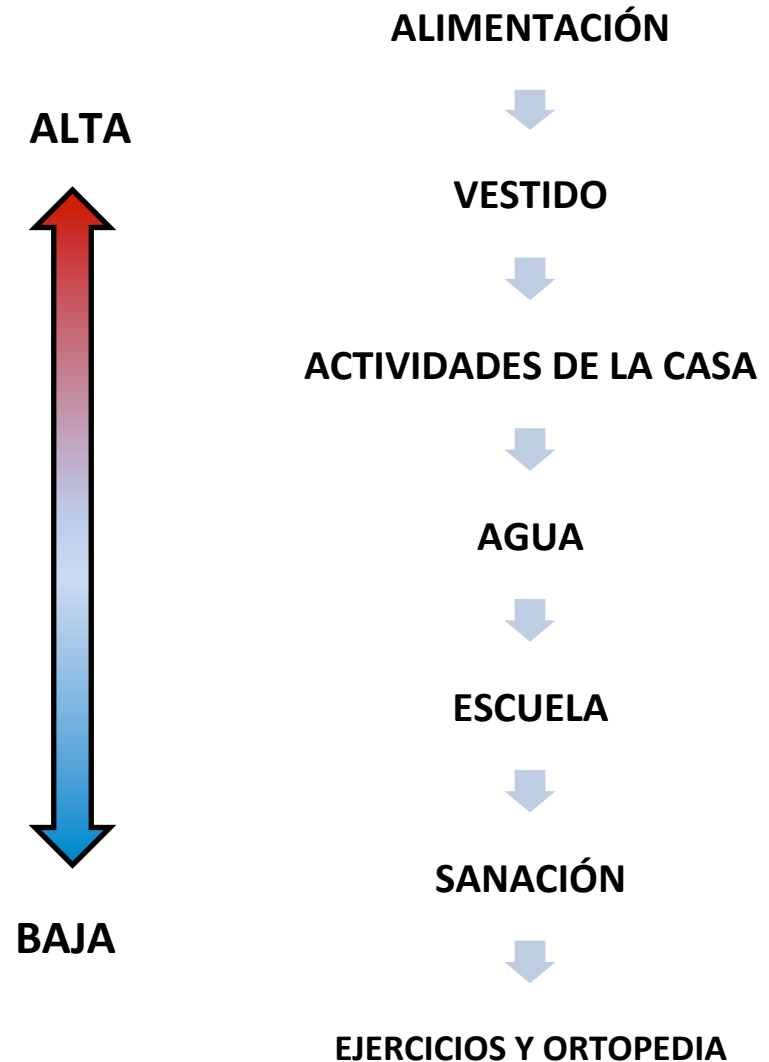 ALIMENTACIÓN
ALTA
VESTIDO
ACTIVIDADES DE LA CASA
AGUA
ESCUELA
SANACIÓN
BAJA
EJERCICIOS Y ORTOPEDIA